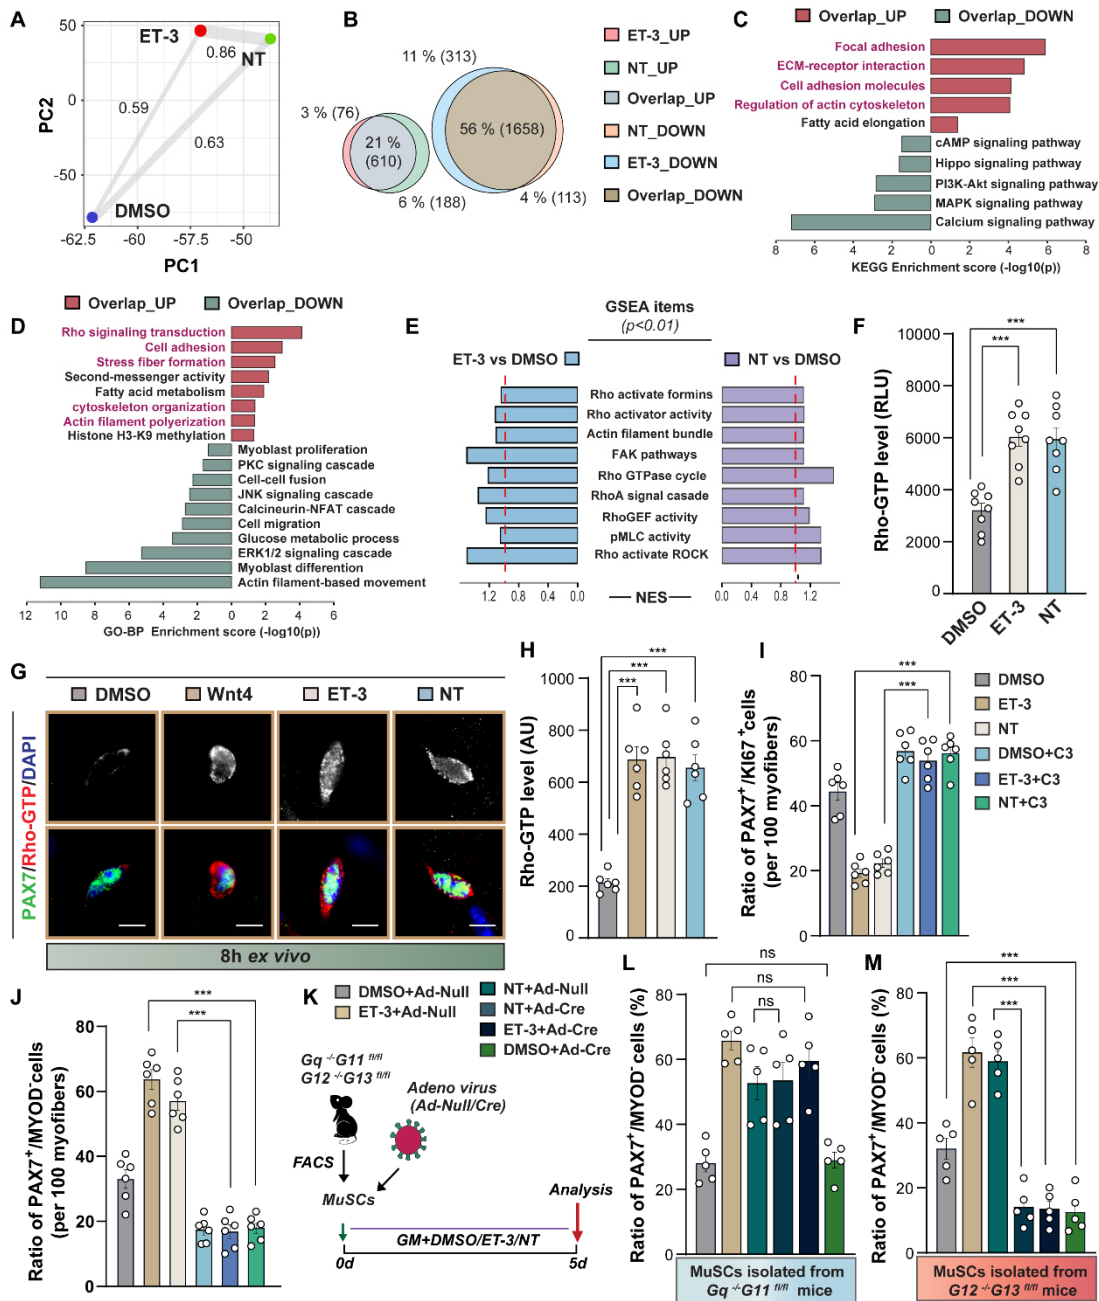 A
50
0
-50
PC2
ET-3
0.86
NT
0.59
0.63
DMSO
-62.5
-60
-57.5
-50
PC1
B
11 % (313)
3 % (76)
21 %
(610)
56 % (1658)
6 % (188)
4 % (113)
ET-3_UP
NT_UP
Overlap_UP
NT_DOWN
ET-3_DOWN
Overlap_DOWN
C
Overlap_UP
Overlap_DOWN
Focal adhesion
ECM-receptor interaction
Cell adhesion molecules
Regulation of actin cytoskeleton
Fatty acid elongation
cAMP signaling pathway
Hippo signaling pathway
PI3K-Akt signaling pathway
MAPK signaling pathway
Calcium signaling pathway
8 6 4 2 0 2 4 6 8
KEGG Enrichment score (-log10(p))
D
Overlap_UP
Overlap_DOWN
Rho siginaling transduction
Cell adhesion
Stress fiber formation
Second-messenger activity
Fatty acid metabolism
cytoskeleton organization
Actin filament polyerization
Histone H3-K9 methylation
Myoblast proliferation
PKC signaling cascade
Cell-cell fusion
JNK signaling cascade
Calcineurin-NFAT cascade
Cell migration
Glucose metabolic process
ERK1/2 signaling cascade
Myoblast differention
Actin filament-based movement
12 10 8 6 4 2 0 2 4 6
GO-BP Enrichment score (-log10(p))
E
GSEA items
(p<0.01)
ET-3 vs DMSO
NT vs DMSO
Rho activate formins
Rho activator activity
Actin filament bundle
FAK pathways
Rho GTPase cycle
RhoA signal casade
RhoGEF activity
pMLC activity
Rho activate ROCK
1.2 0.8 0.4 0.0
NES
0.0 0.4 0.8 1.2
F
Rho-GTP level (RLU)
10000
8000
6000
4000
2000
0
***
***
DMSO
ET-3
NT
G
DMSO
Wnt4
ET-3
NT
PAX7/Rho-GTP/DAPI
8h ex vivo
H
Rho-GTP level (AU)
1000
800
600
400
200
0
***
***
***
I
Ratio of PAX7+/KI67+cells
(per 100 myofibers)
80
60
40
20
0
***
***
DMSO
ET-3
NT
DMSO+C3
ET-3+C3
NT+C3
J
Ratio of PAX7+/MYOD-cells
(per 100 myofibers)
80
60
40
20
0
***
***
K
DMSO+Ad-Null
ET-3+Ad-Null
NT+Ad-Null
NT+Ad-Cre
ET-3+Ad-Cre
DMSO+Ad-Cre
Gq -/-G11 fl/fl
G12 -/-G13 fl/fl
Adeno virus
(Ad-Null/Cre)
FACS
MuSCs
Analysis
GM+DMSO/ET-3/NT
0d
5d
L
Ratio of PAX7+/MYOD- cells (%)
80
60
40
20
0
ns
ns
ns
MuSCs isolated from
Gq -/-G11 fl/fl mice
M
Ratio of PAX7+/MYOD- cells (%)
80
60
40
20
0
***
***
***
MuSCs isolated from
G12 -/-G13 fl/fl mice